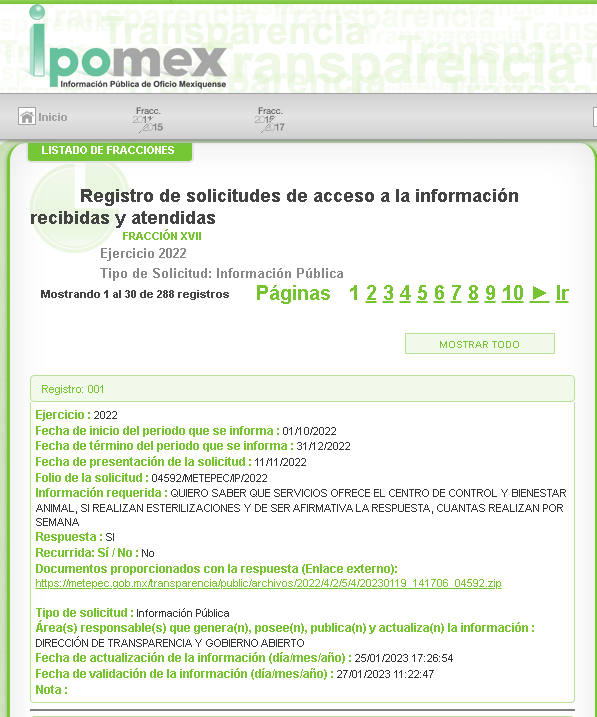 ipomex
Información Pública de Oficio Mexiquense
Inicio
Fracc.
2011
2015
Fracc.
2015
2017
LISTADO DE FRACCIONES
Registro de solicitudes de acceso a la información
recibidas y atendidas
FRACCIÓN XVII
Ejercicio 2022
Tipo de Solicitud: Información Pública
Mostrando 1 al 30 de 288 registros Páginas 1 2 3 4 5 6 7 8 9 10 ► Ir
MOSTRAR TODO
Registro: 001
Ejercicio : 2022
Fecha de inicio del periodo que se informa : 01/10/2022
Fecha de término del periodo que se informa : 31/12/2022
Fecha de presentación de la solicitud : 11/11/2022
Folio de la solicitud : 04592/METEPEC/IP/2022
Información requerida : QUIERO SABER QUE SERVICIOS OFRECE EL CENTRO DE CONTROL Y BIENESTAR
ANIMAL, SI REALIZAN ESTERILIZACIONES Y DE SER AFIRMATIVA LA RESPUESTA, CUANTAS REALIZAN POR
SEMANA
Respuesta : SI
Recurrida: Sí / No : No
Documentos proporcionados con la respuesta (Enlace externo):
https://metepec.gob.mx/transparencia/public/archivos/2022/4/2/5/4/20230119_141706_04592.zip
Tipo de solicitud : Información Pública
Área(s) responsable(s) que genera(n), posee(n), publica(n) y actualiza(n) la información :
DIRECCIÓN DE TRANSPARENCIA Y GOBIERNO ABIERTO
Fecha de actualización de la información (día/mes/año) : 25/01/2023 17:26:54
Fecha de validación de la información (día/mes/año) : 27/01/2023 11:22:47
Nota :